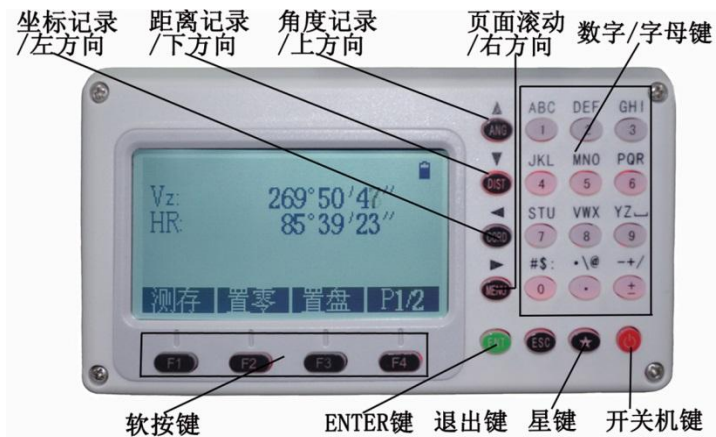 坐标记录
/左方向
距离记录
/下方向
角度记录
/上方向
页面滚动
/右方向
数字/字母键
ANG
ABC DEF GHI
1 2 3
DIST
JKL MNO PQR
4 5 6
Vz: 269°50′47″
HR: 85°39′23″
STU VWX YZ
7 8 9
MENU
#$: ·\@ -+/
0 · ±
测存 置零 置盘 P1/2
F1 F2 F3 F4
ENT ESC
软按键
ENTER键
退出键
星键
开关机键